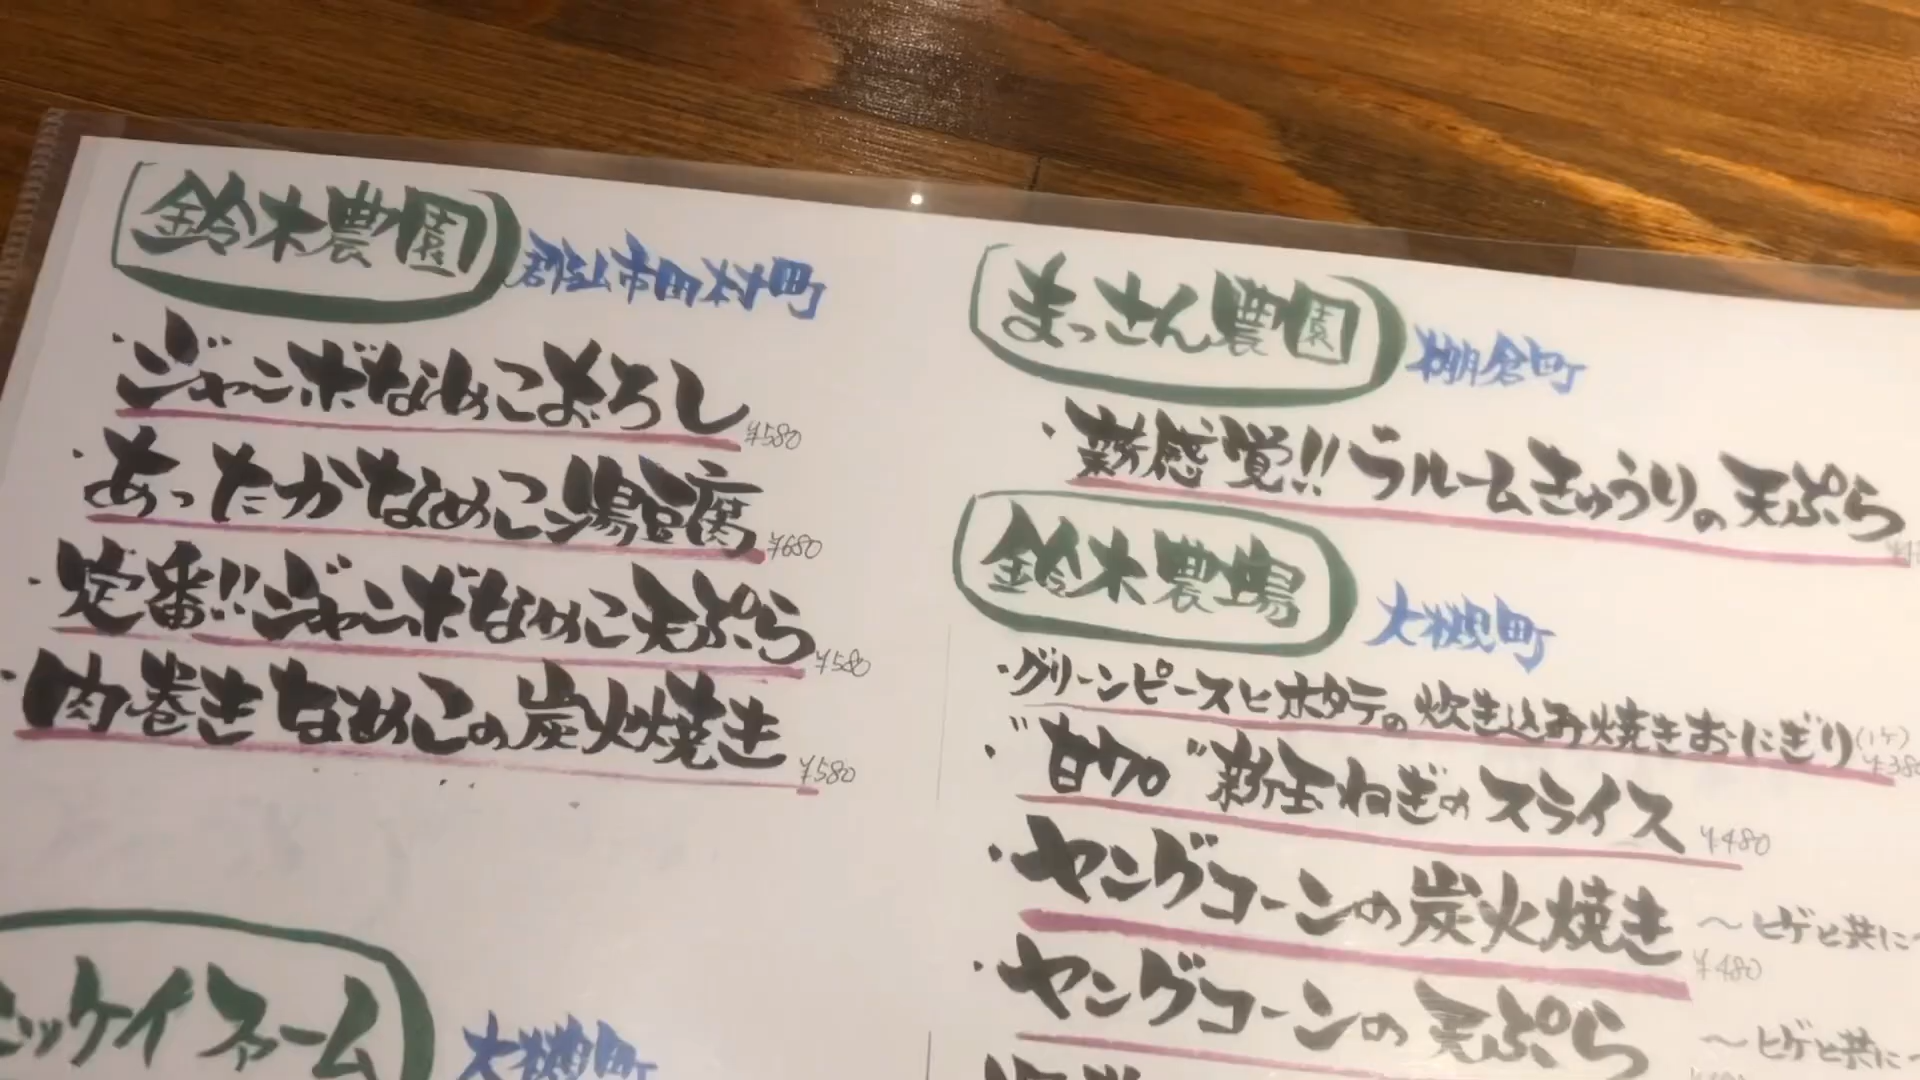 鈴木農園 郡山市田村町
・ジャンボなめこおろし ¥580
・あったかなめこ湯豆腐 ¥680
・定番!!ジャンボなめこ天ぷら ¥580
・肉巻きなめこの炭火焼き ¥580
ニッケイファーム 大槻町
まっさん農園 棚倉町
・新感覚!!ラルームきゅうりの天ぷら
鈴木農場 大槻町
・グリーンピースとホタテの炊き込み焼きおにぎり(1ヶ) ¥380
・"甘ウロ"新玉ねぎのスライス ¥480
・ヤングコーンの炭火焼き 〜ヒゲと共に〜 ¥480
・ヤングコーンの天ぷら 〜ヒゲと共に〜